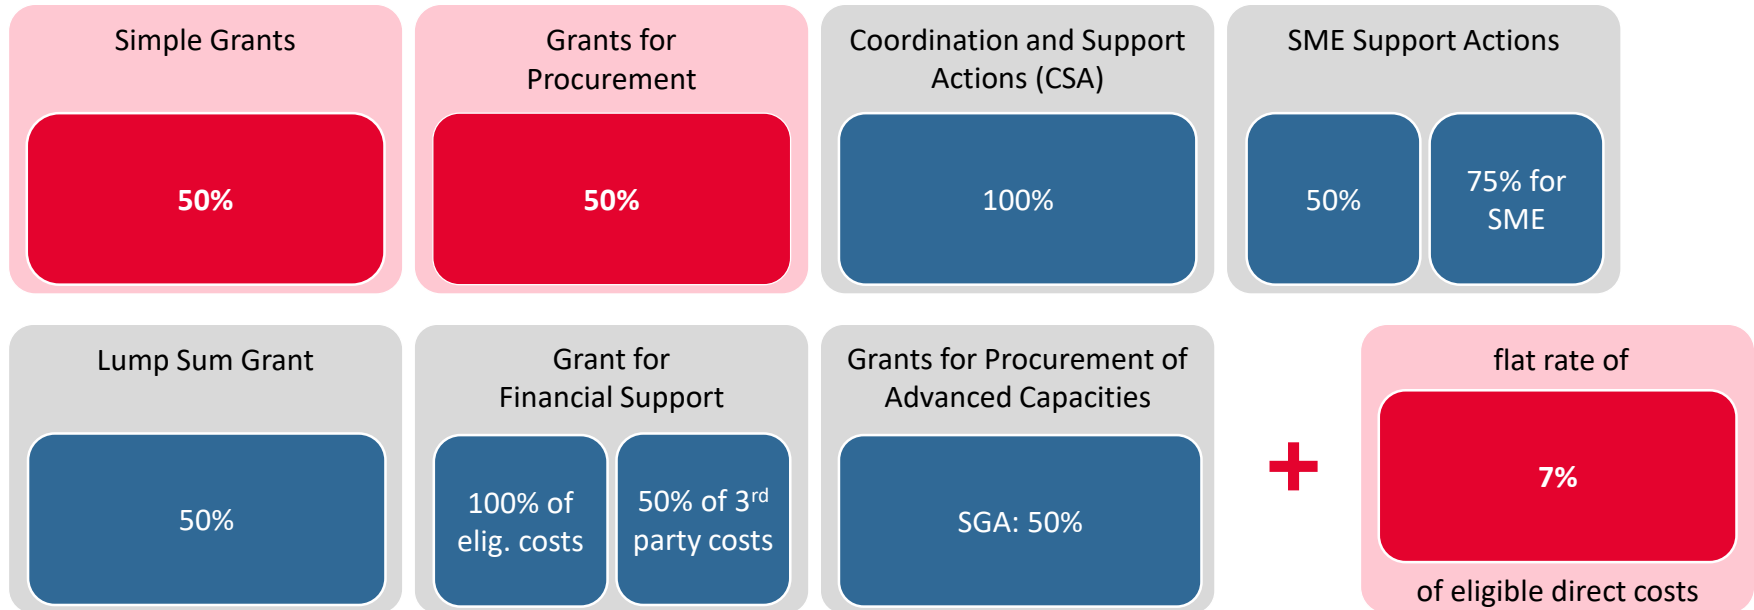 Simple Grants
50%
Grants for
Procurement
50%
Coordination and Support
Actions (CSA)
100%
SME Support Actions
50%
75% for
SME
Lump Sum Grant
50%
Grant for
Financial Support
100% of
elig. costs
50% of 3rd
party costs
Grants for Procurement of
Advanced Capacities
SGA: 50%
+
flat rate of
7%
of eligible direct costs